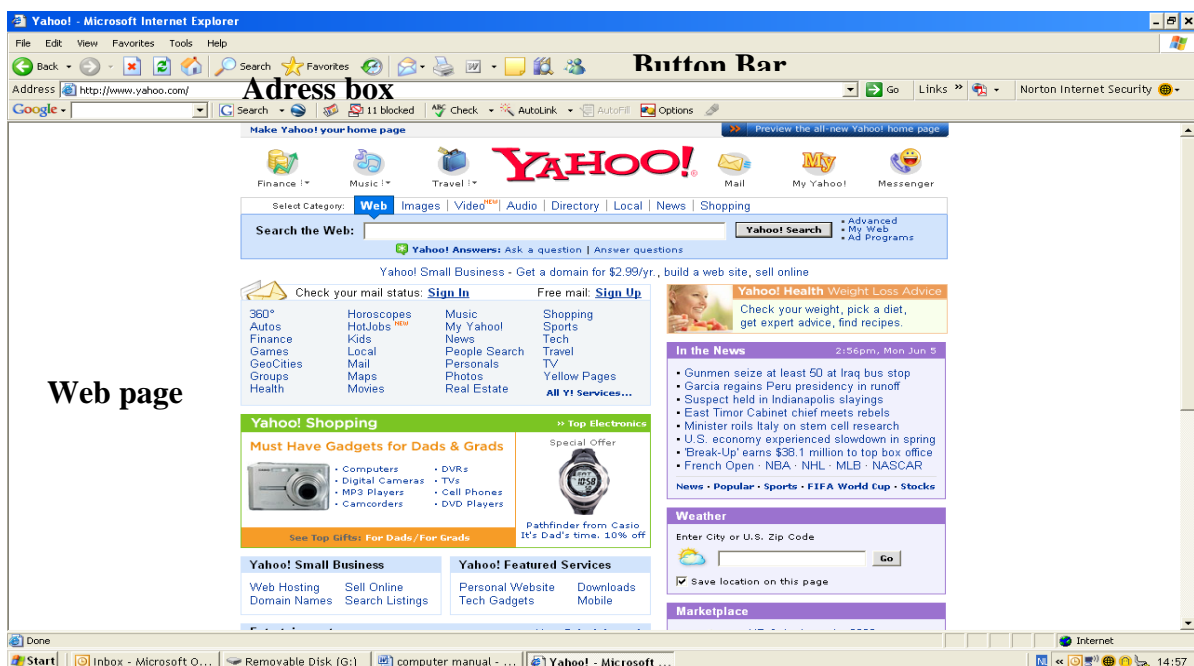 Yahoo! - Microsoft Internet Explorer
File Edit View Favorites Tools Help
Back Search Favorites Button Bar
Address http://www.yahoo.com/ Adress box Go Links » Norton Internet Security
Google Search 11 blocked Check AutoLink AutoFill Options
Make Yahoo! your home page Preview the all-new Yahoo! home page
YAHOO!
Finance Music Travel Mail My Yahoo! Messenger
Select Category: Web Images | Video NEW! | Audio | Directory | Local | News | Shopping
Search the Web: Yahoo! Search
• Advanced
• My Web
• Ad Programs
Yahoo! Answers: Ask a question | Answer questions
Yahoo! Small Business - Get a domain for $2.99/yr., build a web site, sell online
Check your mail status: Sign In Free mail: Sign Up
360° Horoscopes Music Shopping
Autos HotJobs NEW My Yahoo! Sports
Finance Kids News Tech
Games Local People Search Travel
GeoCities Mail Personals TV
Groups Maps Photos Yellow Pages
Health Movies Real Estate All Y! Services...
Web page
Yahoo! Shopping » Top Electronics
Must Have Gadgets for Dads & Grads
• Computers • DVRs
• Digital Cameras • TVs
• MP3 Players • Cell Phones
• Camcorders • DVD Players
See Top Gifts: For Dads/For Grads
Special Offer
Pathfinder from Casio
It's Dad's time. 10% off
Yahoo! Small Business
Web Hosting Sell Online
Domain Names Search Listings
Yahoo! Featured Services
Personal Website Downloads
Tech Gadgets Mobile
Yahoo! Health Weight Loss Advice
Check your weight, pick a diet,
get expert advice, find recipes.
In the News 2:56pm, Mon Jun 5
• Gunmen seize at least 50 at Iraq bus stop
• Garcia regains Peru presidency in runoff
• Suspect held in Indianapolis slayings
• East Timor Cabinet chief meets rebels
• Minister roils Italy on stem cell research
• U.S. economy experienced slowdown in spring
• 'Break-Up' earns $38.1 million to top box office
• French Open · NBA · NHL · MLB · NASCAR
News • Popular • Sports • FIFA World Cup • Stocks
Weather
Enter City or U.S. Zip Code
Go
Save location on this page
Marketplace
Done Internet
Start Inbox - Microsoft O... Removable Disk (G:) computer manual - ... Yahoo! - Microsoft ... 14:57